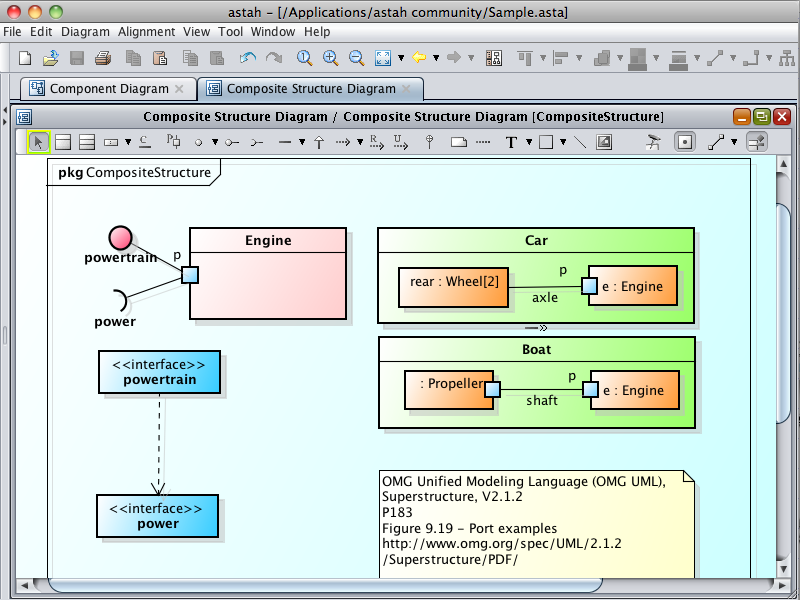 astah - [/Applications/astah community/Sample.asta]
File Edit Diagram Alignment View Tool Window Help
Component Diagram
Composite Structure Diagram
Composite Structure Diagram / Composite Structure Diagram [CompositeStructure]
pkg CompositeStructure
powertrain
p
power
Engine
Car
rear : Wheel[2]
p
axle
e : Engine
<<interface>>
powertrain
Boat
: Propeller
p
shaft
e : Engine
<<interface>>
power
OMG Unified Modeling Language (OMG UML),
Superstructure, V2.1.2
P183
Figure 9.19 - Port examples
http://www.omg.org/spec/UML/2.1.2
/Superstructure/PDF/